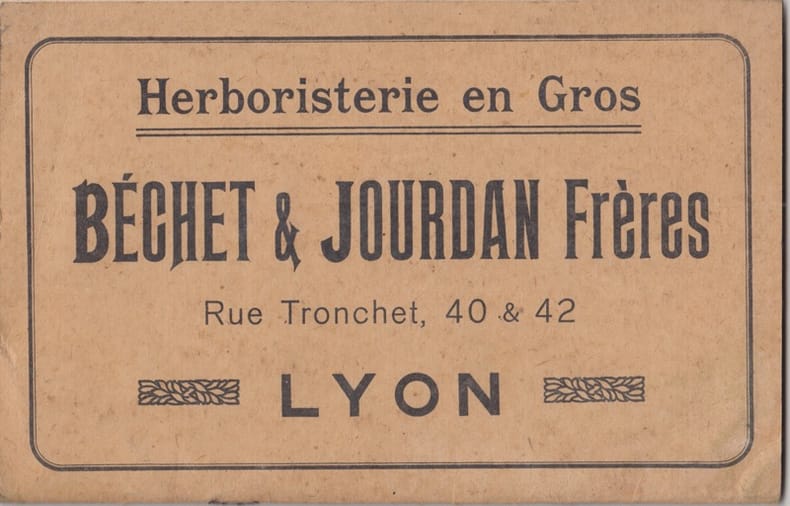 Herboristerie en Gros
BÉCHET & JOURDAN Frères
Rue Tronchet, 40 & 42
LYON